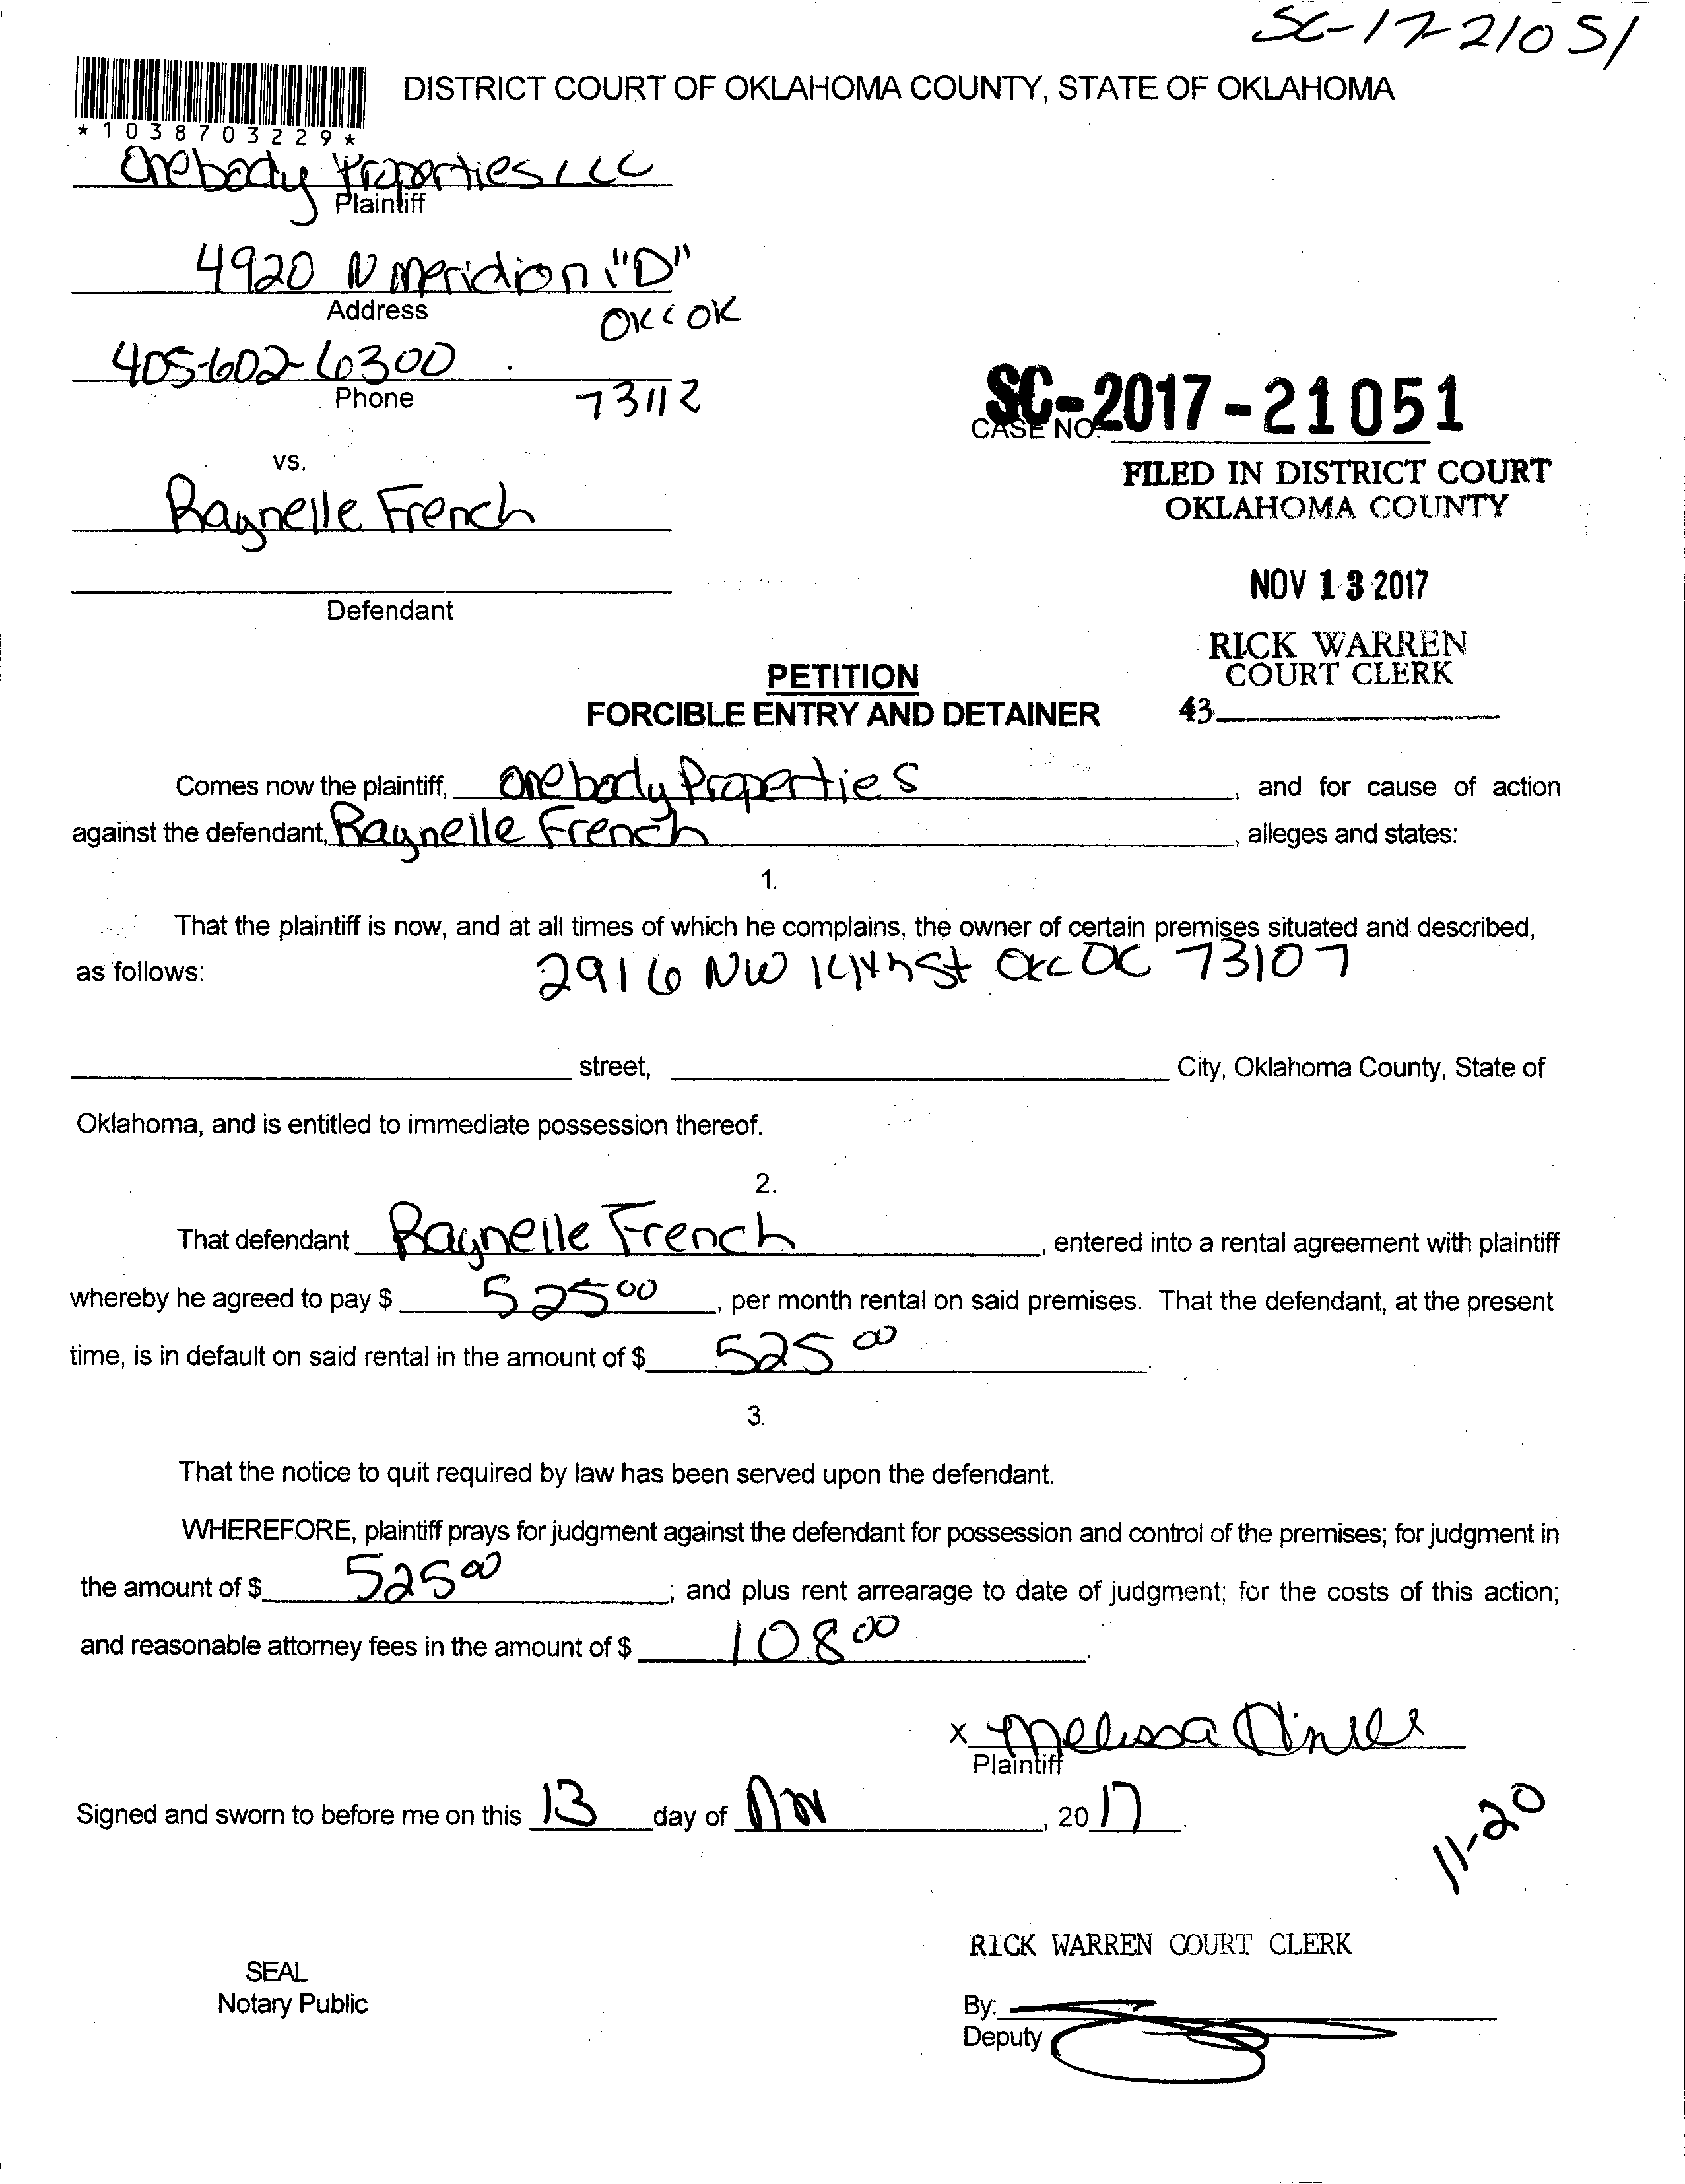 SC-17-21051
DISTRICT COURT OF OKLAHOMA COUNTY, STATE OF OKLAHOMA
*1038703229*
Onebody Properties LLC
Plaintiff
4920 N Meridian "D"
Address
OKC OK
405-602-6300
Phone
73112
SC-2017-21051
CASE NO.
vs.
FILED IN DISTRICT COURT
OKLAHOMA COUNTY
Raynelle French
NOV 13 2017
Defendant
RICK WARREN
COURT CLERK
43
PETITION
FORCIBLE ENTRY AND DETAINER
Comes now the plaintiff, Onebody Properties, and for cause of action
against the defendant, Raynelle French, alleges and states:
1.
That the plaintiff is now, and at all times of which he complains, the owner of certain premises situated and described,
as follows: 2916 NW St OKC OK 73107
street, City, Oklahoma County, State of
Oklahoma, and is entitled to immediate possession thereof.
2.
That defendant Raynelle French, entered into a rental agreement with plaintiff
whereby he agreed to pay $ 525 00, per month rental on said premises. That the defendant, at the present
time, is in default on said rental in the amount of $ 525 00.
3.
That the notice to quit required by law has been served upon the defendant.
WHEREFORE, plaintiff prays for judgment against the defendant for possession and control of the premises; for judgment in
the amount of $ 525 00; and plus rent arrearage to date of judgment; for the costs of this action;
and reasonable attorney fees in the amount of $ 108 00.
x Melissa
Plaintiff
Signed and sworn to before me on this 13 day of Nov, 20 17.
11-20
RICK WARREN COURT CLERK
SEAL
Notary Public
By:
Deputy